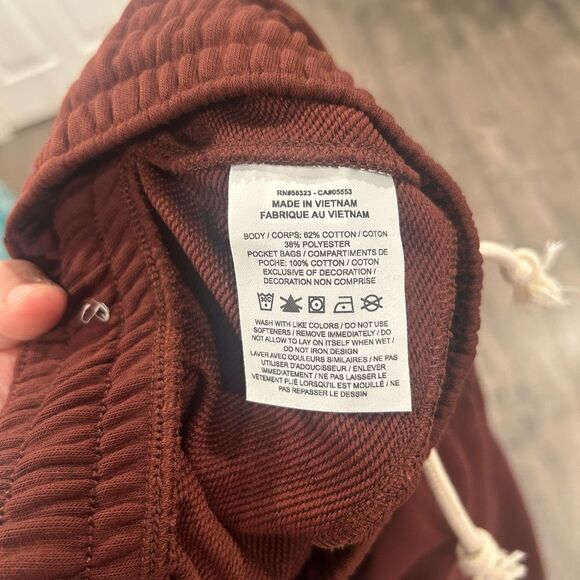 RN#56323 - CA#05553
MADE IN VIETNAM
FABRIQUE AU VIETNAM
BODY / CORPS: 62% COTTON / COTON
38% POLYESTER
POCKET BAGS / COMPARTIMENTS DE
POCHE: 100% COTTON / COTON
EXCLUSIVE OF DECORATION /
DECORATION NON COMPRISE
30C
WASH WITH LIKE COLORS / DO NOT USE
SOFTENERS / REMOVE IMMEDIATELY / DO
NOT ALLOW TO LAY ON ITSELF WHEN WET /
DO NOT IRON DESIGN
LAVER AVEC COULEURS SIMILAIRES / NE PAS
UTILISER D'ADOUCISSEUR / ENLEVER
IMMÉDIATEMENT / NE PAS LAISSER LE
VÊTEMENT PLIÉ LORSQU'IL EST MOUILLÉ / NE
PAS REPASSER LE DESSIN